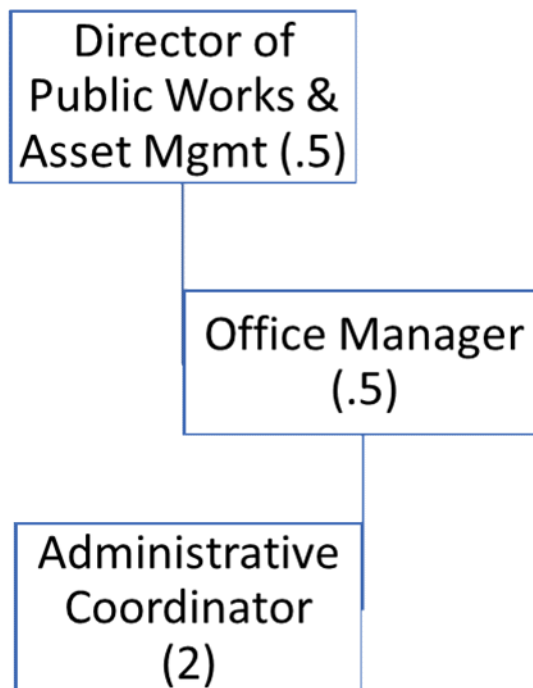 Director of
Public Works &
Asset Mgmt (.5)
Office Manager
(.5)
Administrative
Coordinator
(2)